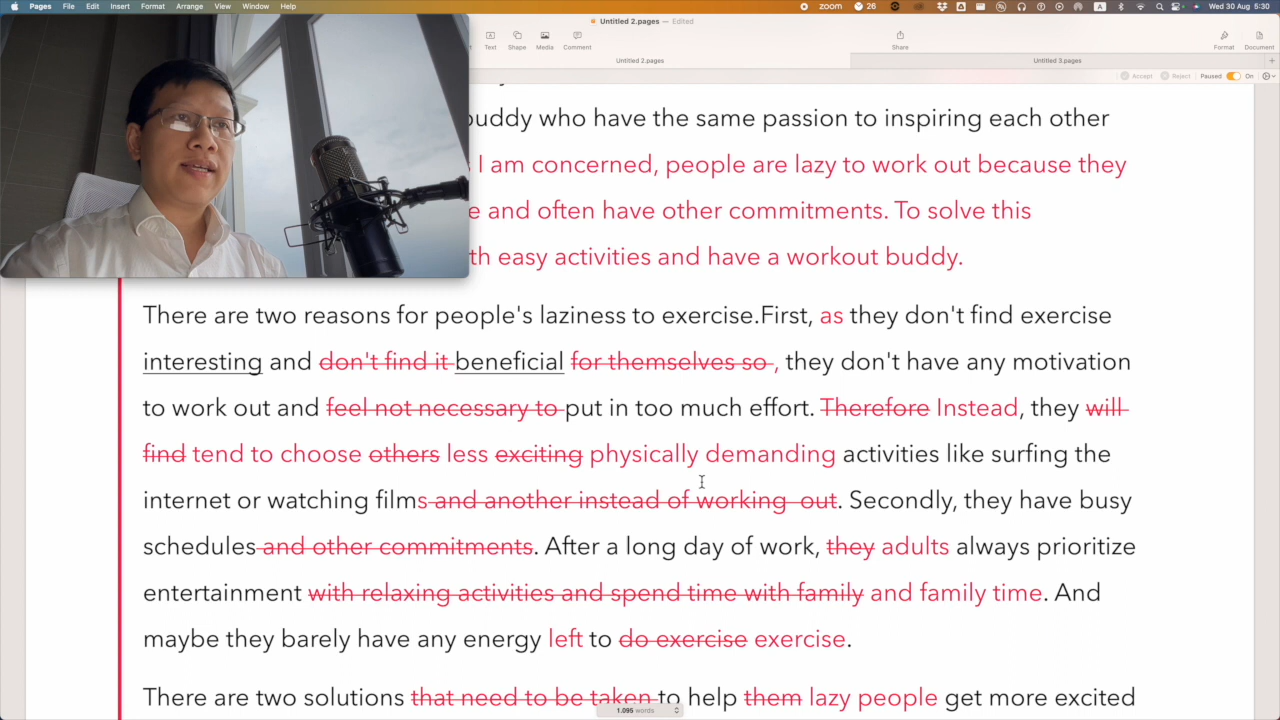 Pages File Edit Insert Format Arrange View Window Help
zoom 26 A Wed 30 Aug 5:30
Untitled 2.pages — Edited
Text Shape Media Comment Share Format Document
Untitled 2.pages Untitled 3.pages
Accept Reject Paused On
buddy who have the same passion to inspiring each other
I am concerned, people are lazy to work out because they
and often have other commitments. To solve this
easy activities and have a workout buddy.
There are two reasons for people's laziness to exercise.First, as they don't find exercise
interesting and don't find it beneficial for themselves so , they don't have any motivation
to work out and feel not necessary to put in too much effort. Therefore Instead, they will
find tend to choose others less exciting physically demanding activities like surfing the
internet or watching films and another instead of working out. Secondly, they have busy
schedules and other commitments. After a long day of work, they adults always prioritize
entertainment with relaxing activities and spend time with family and family time. And
maybe they barely have any energy left to do exercise exercise.
There are two solutions that need to be taken to help them lazy people get more excited
1.095 words